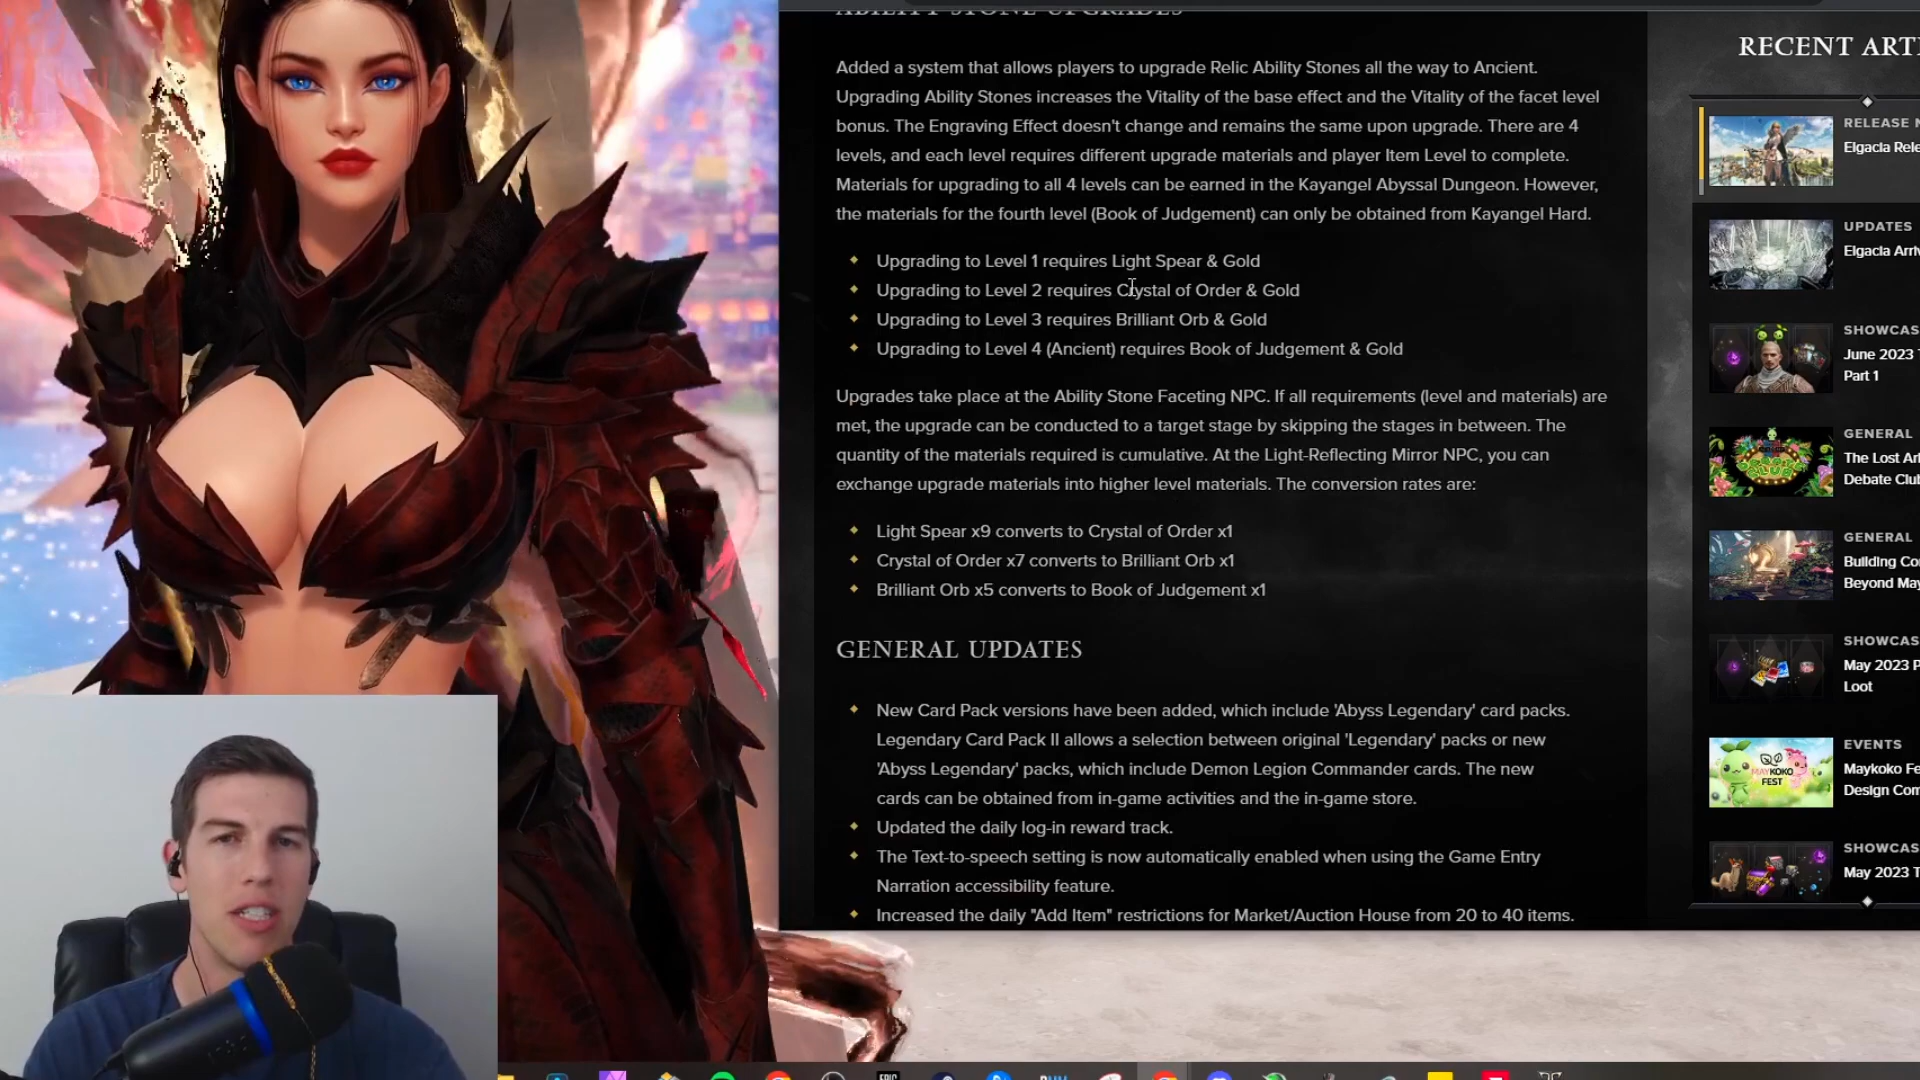 ABILITY STONE UPGRADES
Added a system that allows players to upgrade Relic Ability Stones all the way to Ancient.
Upgrading Ability Stones increases the Vitality of the base effect and the Vitality of the facet level
bonus. The Engraving Effect doesn't change and remains the same upon upgrade. There are 4
levels, and each level requires different upgrade materials and player Item Level to complete.
Materials for upgrading to all 4 levels can be earned in the Kayangel Abyssal Dungeon. However,
the materials for the fourth level (Book of Judgement) can only be obtained from Kayangel Hard.
Upgrading to Level 1 requires Light Spear & Gold
Upgrading to Level 2 requires Crystal of Order & Gold
Upgrading to Level 3 requires Brilliant Orb & Gold
Upgrading to Level 4 (Ancient) requires Book of Judgement & Gold
Upgrades take place at the Ability Stone Faceting NPC. If all requirements (level and materials) are
met, the upgrade can be conducted to a target stage by skipping the stages in between. The
quantity of the materials required is cumulative. At the Light-Reflecting Mirror NPC, you can
exchange upgrade materials into higher level materials. The conversion rates are:
Light Spear x9 converts to Crystal of Order x1
Crystal of Order x7 converts to Brilliant Orb x1
Brilliant Orb x5 converts to Book of Judgement x1
GENERAL UPDATES
New Card Pack versions have been added, which include 'Abyss Legendary' card packs.
Legendary Card Pack II allows a selection between original 'Legendary' packs or new
'Abyss Legendary' packs, which include Demon Legion Commander cards. The new
cards can be obtained from in-game activities and the in-game store.
Updated the daily log-in reward track.
The Text-to-speech setting is now automatically enabled when using the Game Entry
Narration accessibility feature.
Increased the daily "Add Item" restrictions for Market/Auction House from 20 to 40 items.
RECENT ARTI
RELEASE N
Elgacia Rele
UPDATES
Elgacia Arriv
SHOWCAS
June 2023 T
Part 1
GENERAL
The Lost Ar
Debate Club
GENERAL
Building Co
Beyond May
SHOWCAS
May 2023 P
Loot
EVENTS
Maykoko Fe
Design Com
MAYKOKO
FEST
SHOWCAS
May 2023 T
EPIC